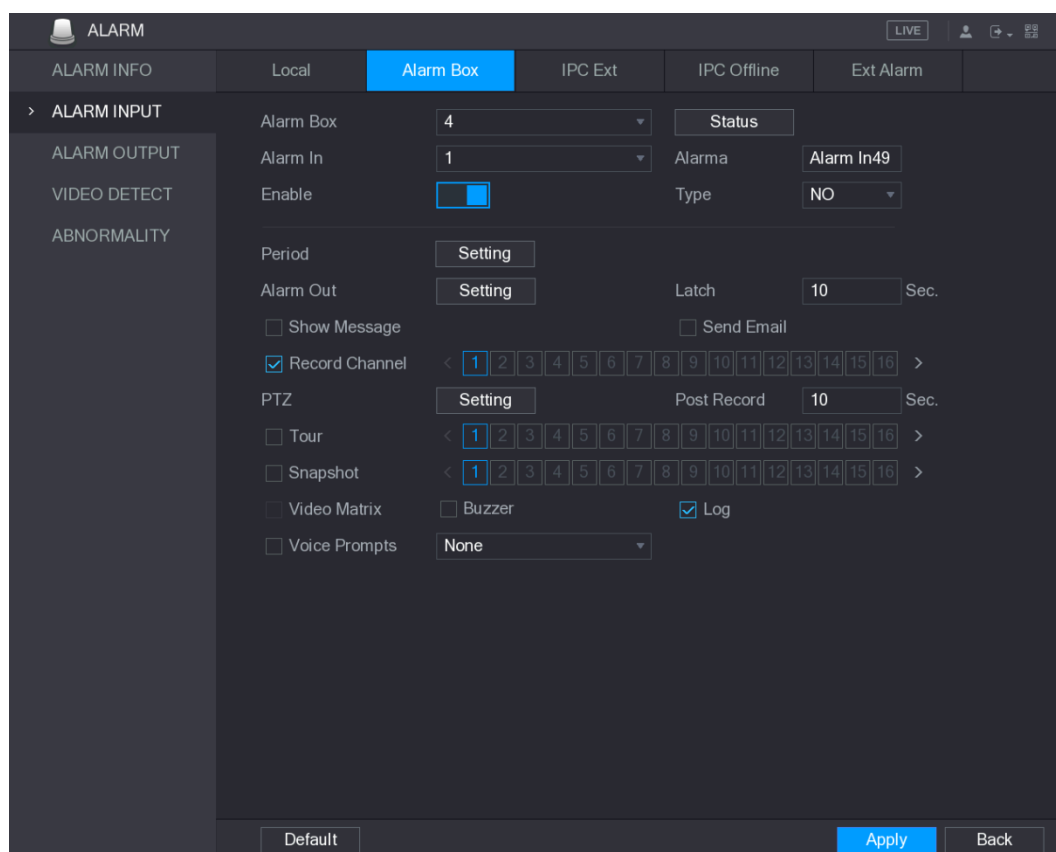 ALARM LIVE
ALARM INFO Local Alarm Box IPC Ext IPC Offline Ext Alarm
> ALARM INPUT Alarm Box 4 Status
ALARM OUTPUT Alarm In 1 Alarma Alarm In49
VIDEO DETECT Enable Type NO
ABNORMALITY
Period Setting
Alarm Out Setting Latch 10 Sec.
Show Message Send Email
Record Channel < 1 2 3 4 5 6 7 8 9 10 11 12 13 14 15 16 >
PTZ Setting Post Record 10 Sec.
Tour < 1 2 3 4 5 6 7 8 9 10 11 12 13 14 15 16 >
Snapshot < 1 2 3 4 5 6 7 8 9 10 11 12 13 14 15 16 >
Video Matrix Buzzer Log
Voice Prompts None
Default Apply Back